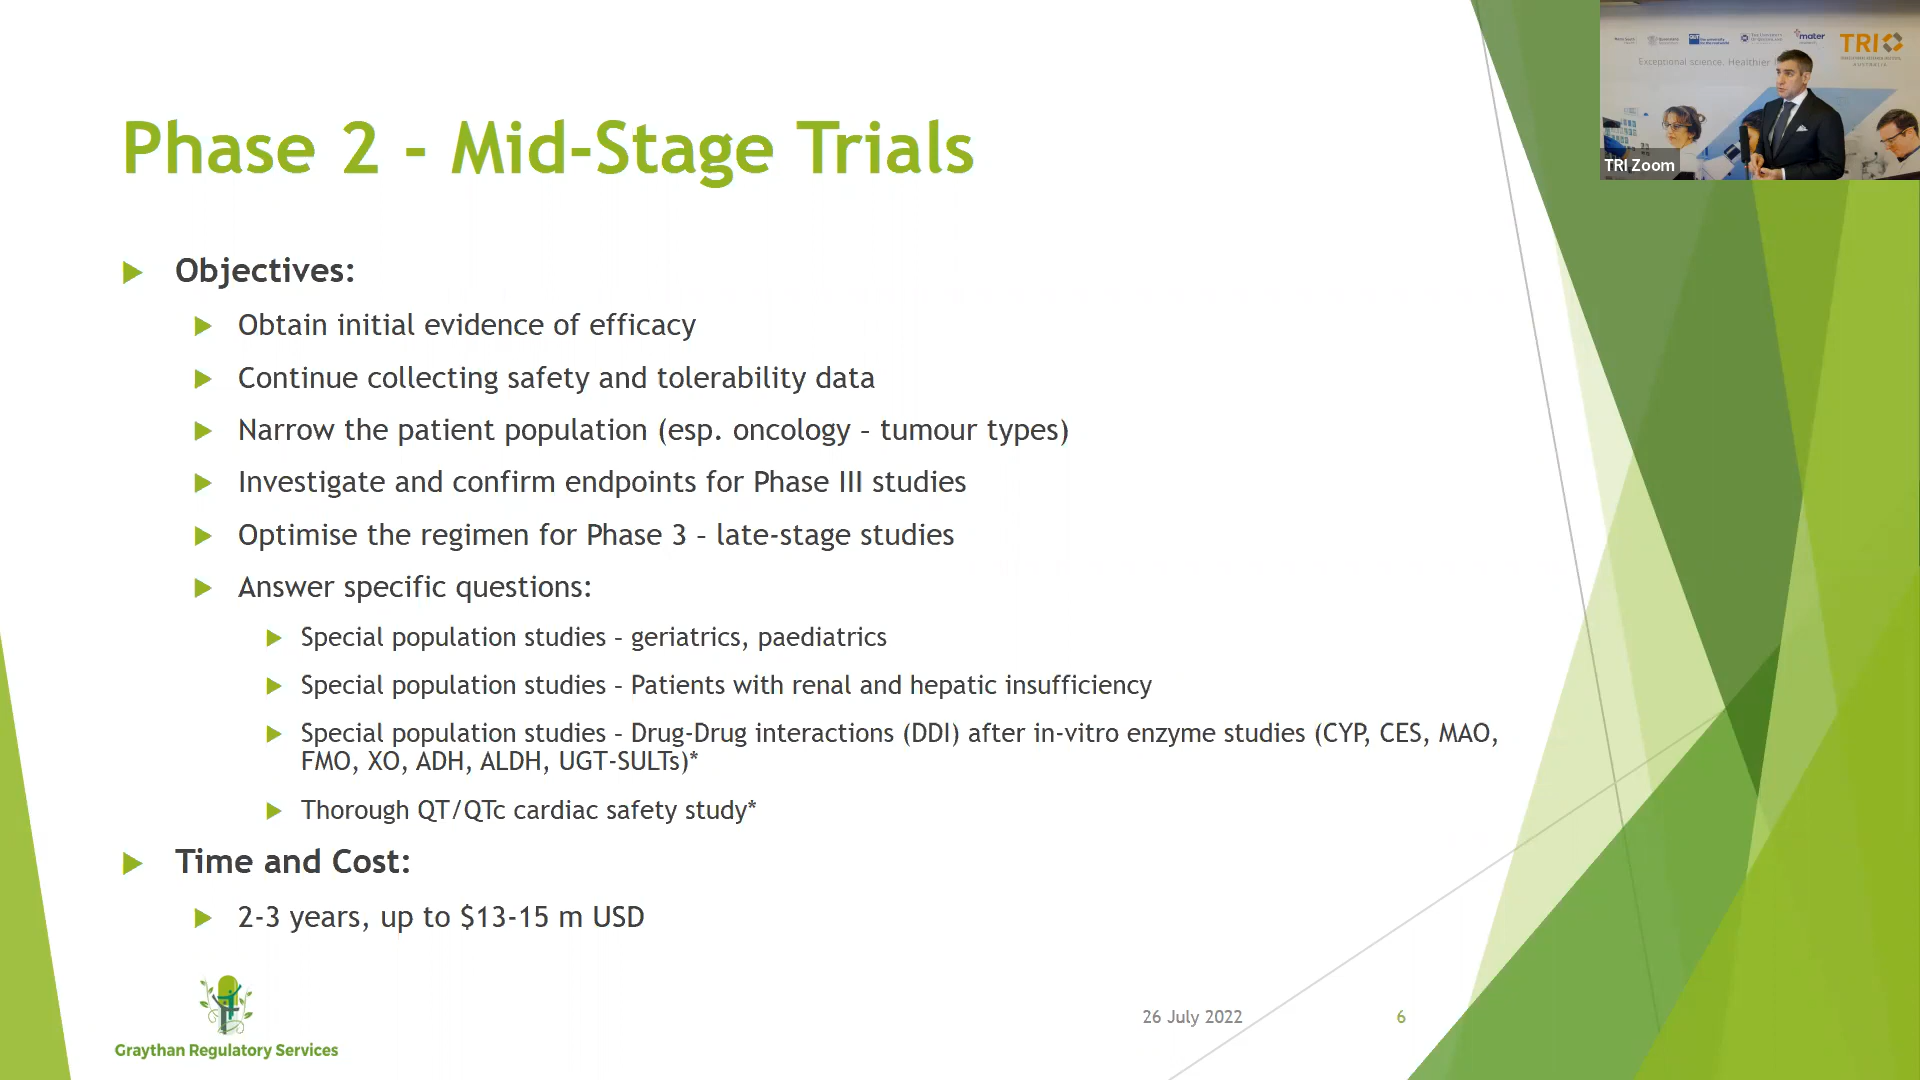 Phase 2 - Mid-Stage Trials
Objectives:
Obtain initial evidence of efficacy
Continue collecting safety and tolerability data
Narrow the patient population (esp. oncology – tumour types)
Investigate and confirm endpoints for Phase III studies
Optimise the regimen for Phase 3 – late-stage studies
Answer specific questions:
Special population studies – geriatrics, paediatrics
Special population studies – Patients with renal and hepatic insufficiency
Special population studies – Drug-Drug interactions (DDI) after in-vitro enzyme studies (CYP, CES, MAO,
FMO, XO, ADH, ALDH, UGT-SULTs)*
Thorough QT/QTc cardiac safety study*
Time and Cost:
2-3 years, up to $13-15 m USD
Graythan Regulatory Services
26 July 2022
6
mater
TRI
AUSTRALIA
Exceptional science. Healthier
TRI Zoom